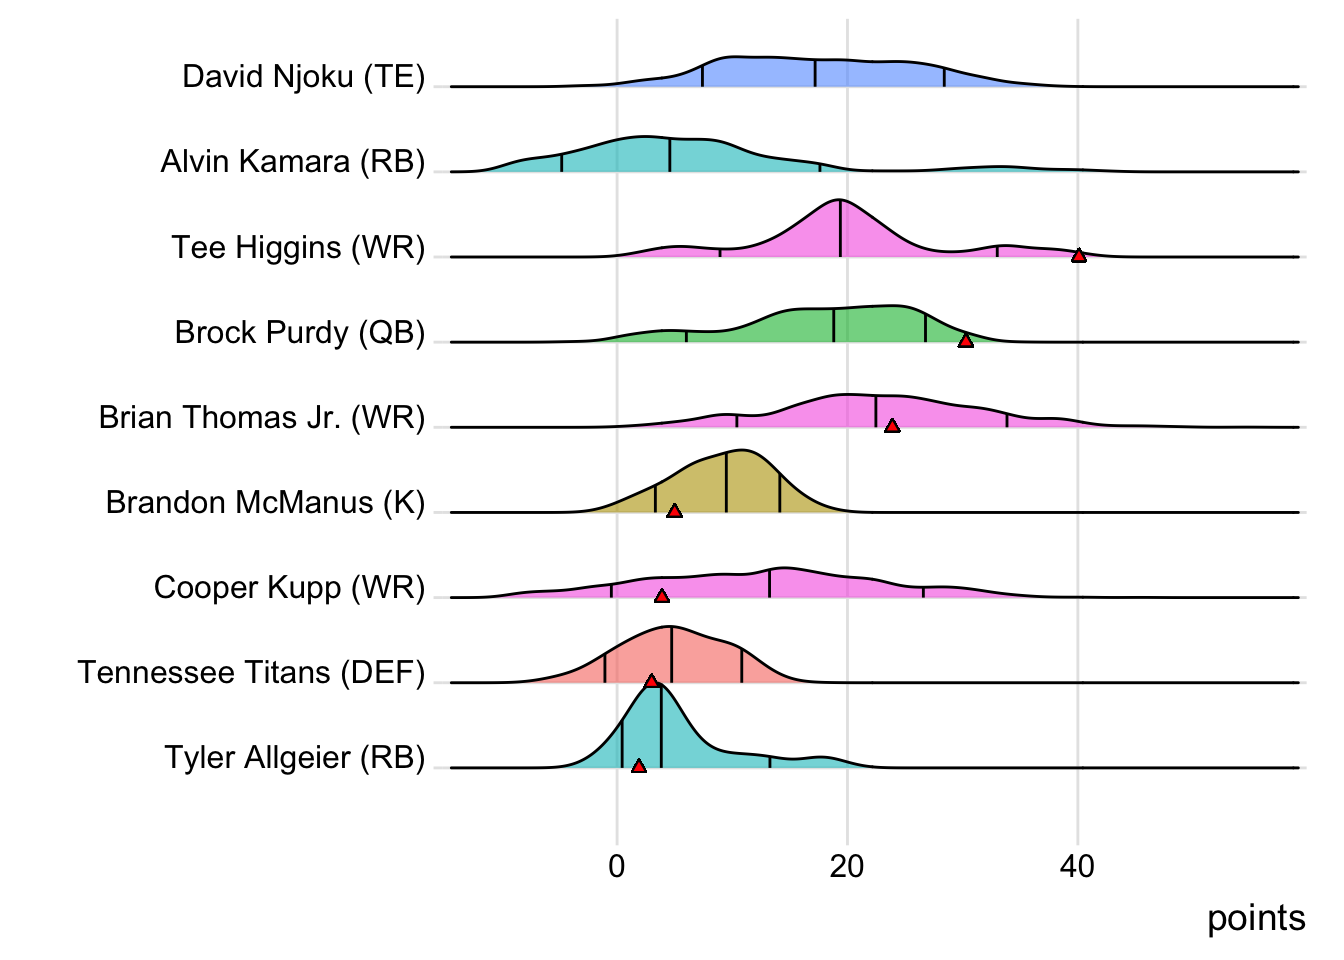 David Njoku (TE)
Alvin Kamara (RB)
Tee Higgins (WR)
Brock Purdy (QB)
Brian Thomas Jr. (WR)
Brandon McManus (K)
Cooper Kupp (WR)
Tennessee Titans (DEF)
Tyler Allgeier (RB)
0 20 40
points